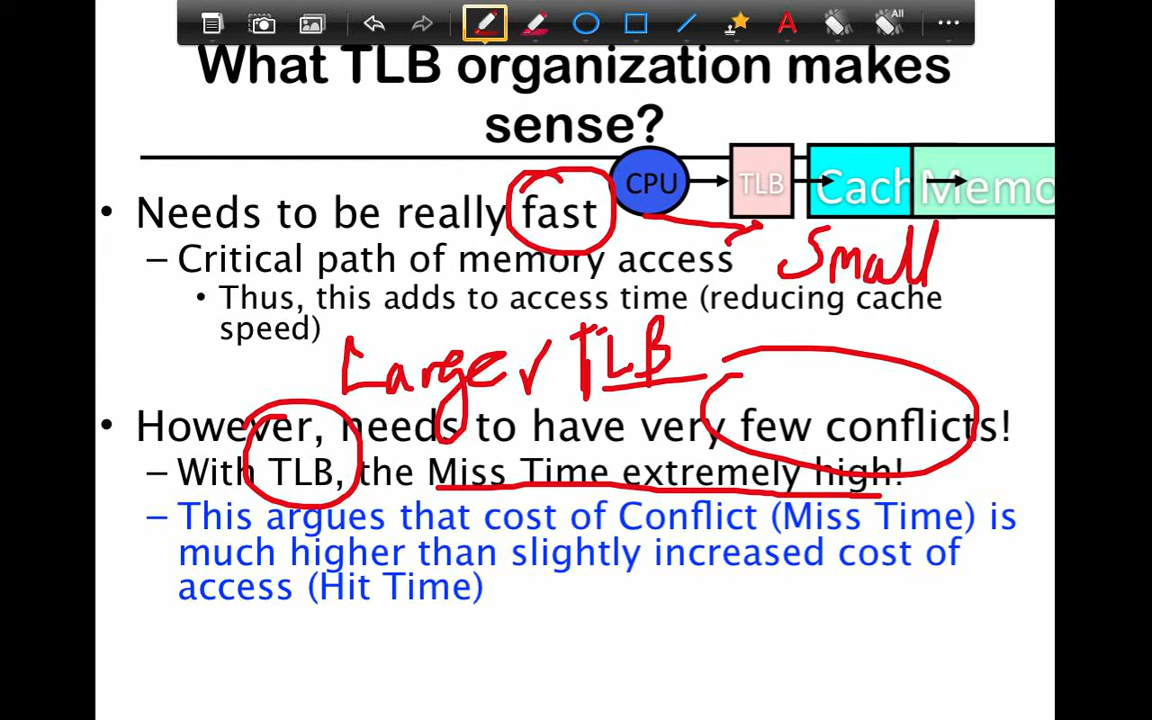 All
A
What TLB organization makes
sense?
CPU
TLB
Cach
Memo
• Needs to be really fast
Small
– Critical path of memory access
• Thus, this adds to access time (reducing cache
speed)
Larger TLB
• However, needs to have very few conflicts!
– With TLB, the Miss Time extremely high!
– This argues that cost of Conflict (Miss Time) is
much higher than slightly increased cost of
access (Hit Time)